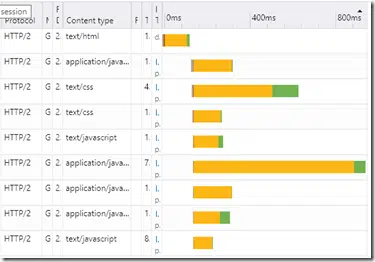 session
0ms 400ms 800ms
Protocol Content type
HTTP/2 G 2. text/html 1. d.
HTTP/2 G 2. application/java... 1. I. p.
HTTP/2 G 2. text/css 4. I. p.
HTTP/2 G 2. text/css 1. I. p.
HTTP/2 G 2. text/javascript 1. I. p.
HTTP/2 G 2. application/java... 7. I. p.
HTTP/2 G 2. application/java... 1. I. p.
HTTP/2 G 2. application/java... 1. I. p.
HTTP/2 G 2. text/javascript 8. I. p.